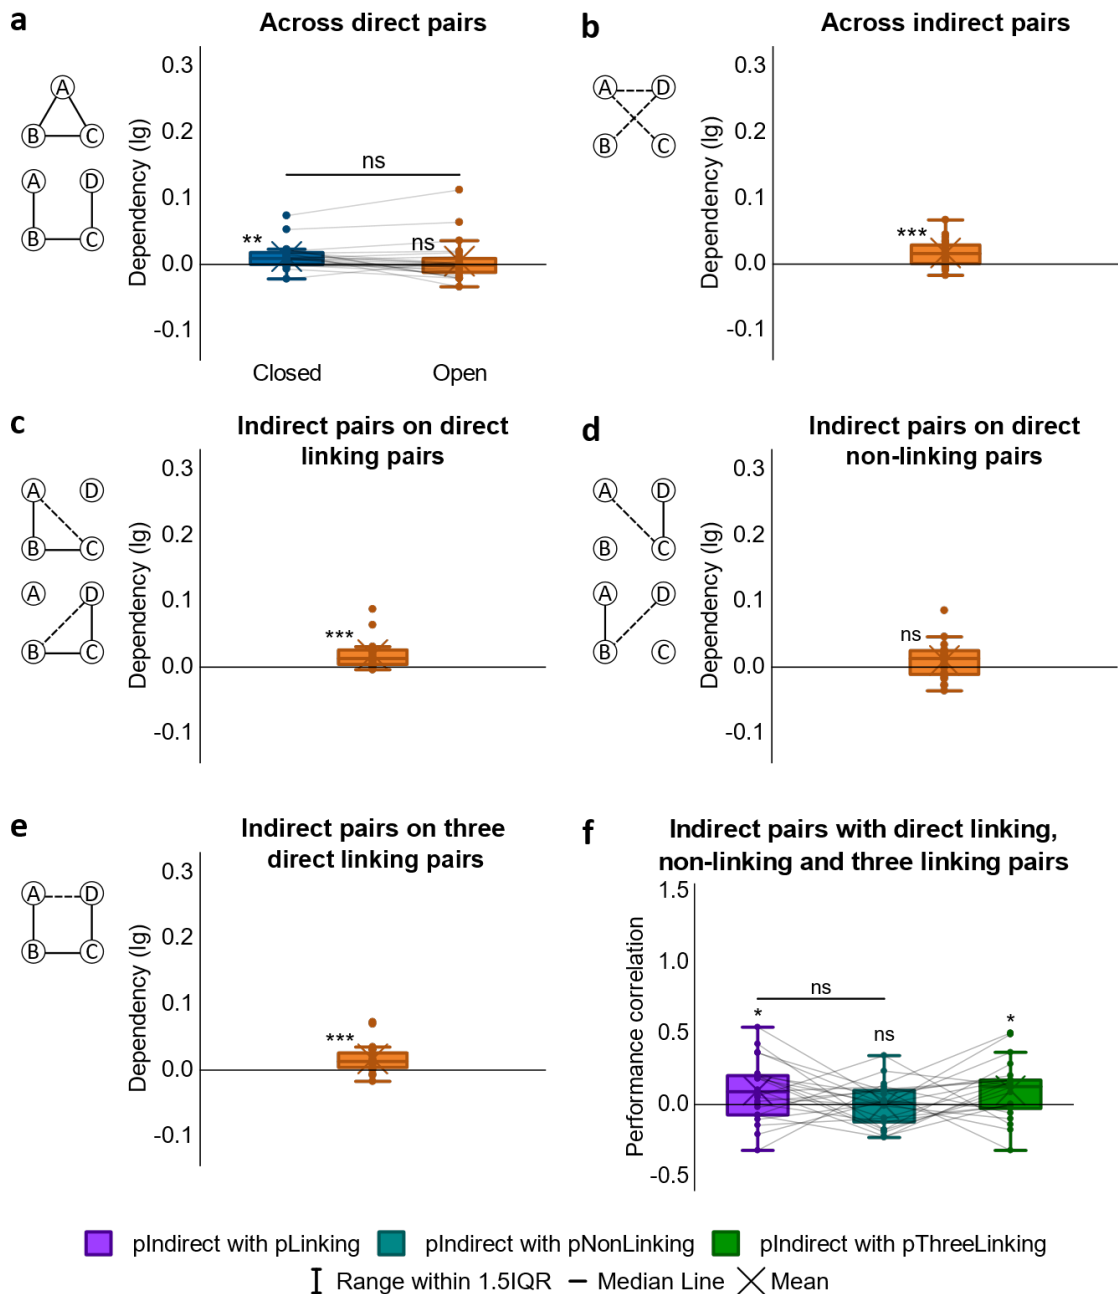 a
Across direct pairs
A
B C
A D
B C
Dependency (lg)
0.3
0.2
0.1
0.0
-0.1
ns
**
ns
Closed Open
b
Across indirect pairs
A D
B C
Dependency (lg)
0.3
0.2
0.1
0.0
-0.1
***
c
Indirect pairs on direct
linking pairs
A D
B C
A D
B C
Dependency (lg)
0.3
0.2
0.1
0.0
-0.1
***
d
Indirect pairs on direct
non-linking pairs
A D
B C
A D
B C
Dependency (lg)
0.3
0.2
0.1
0.0
-0.1
ns
e
Indirect pairs on three
direct linking pairs
A D
B C
Dependency (lg)
0.3
0.2
0.1
0.0
-0.1
***
f
Indirect pairs with direct linking,
non-linking and three linking pairs
Performance correlation
1.5
1.0
0.5
0.0
-0.5
ns
*
ns
*
pIndirect with pLinking pIndirect with pNonLinking pIndirect with pThreeLinking
Range within 1.5IQR Median Line Mean